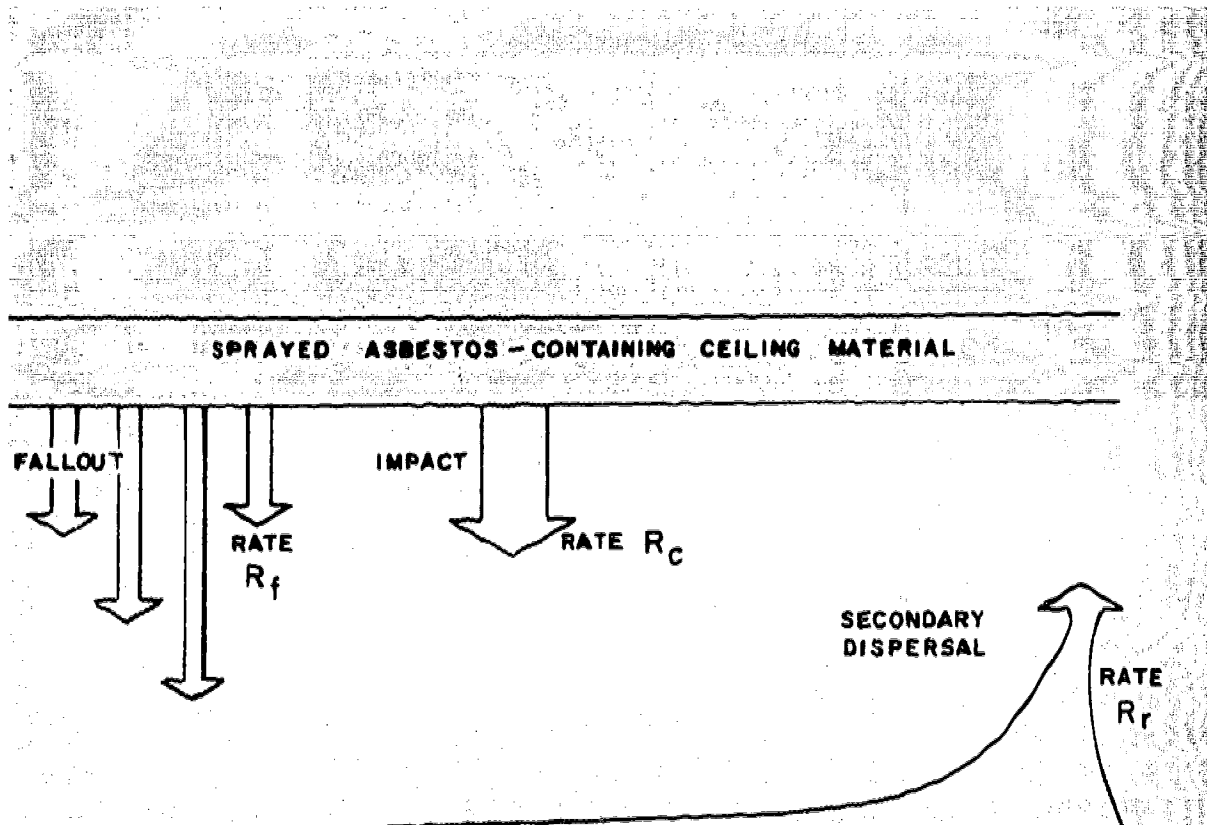 SPRAYED ASBESTOS-CONTAINING CEILING MATERIAL
FALLOUT
RATE
Rf
IMPACT
RATE Rc
SECONDARY
DISPERSAL
RATE
Rr